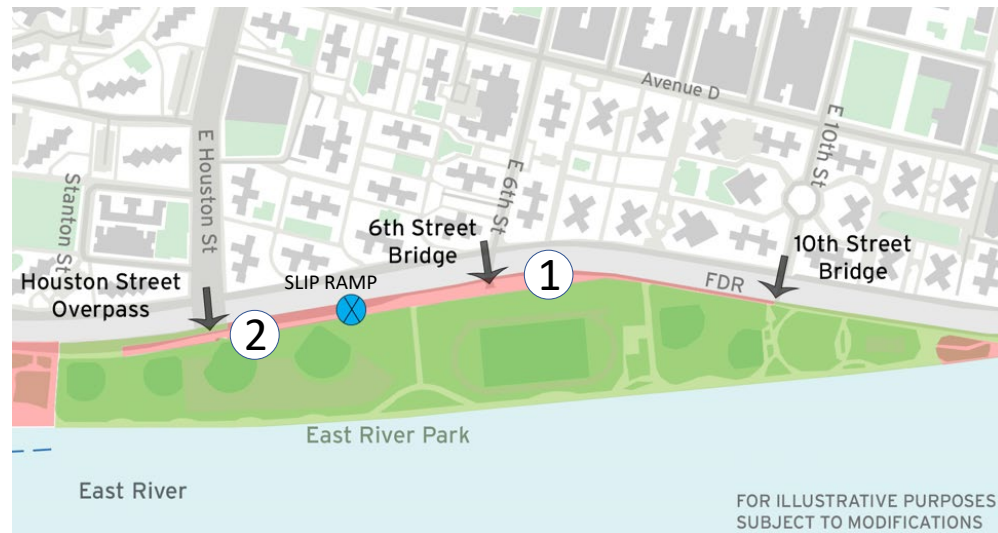 Avenue D
E 10th St
E Houston St
E 6th St
Stanton St
6th Street
Bridge
10th Street
Bridge
Houston Street
Overpass
SLIP RAMP
1
FDR
2
East River Park
East River
FOR ILLUSTRATIVE PURPOSES
SUBJECT TO MODIFICATIONS